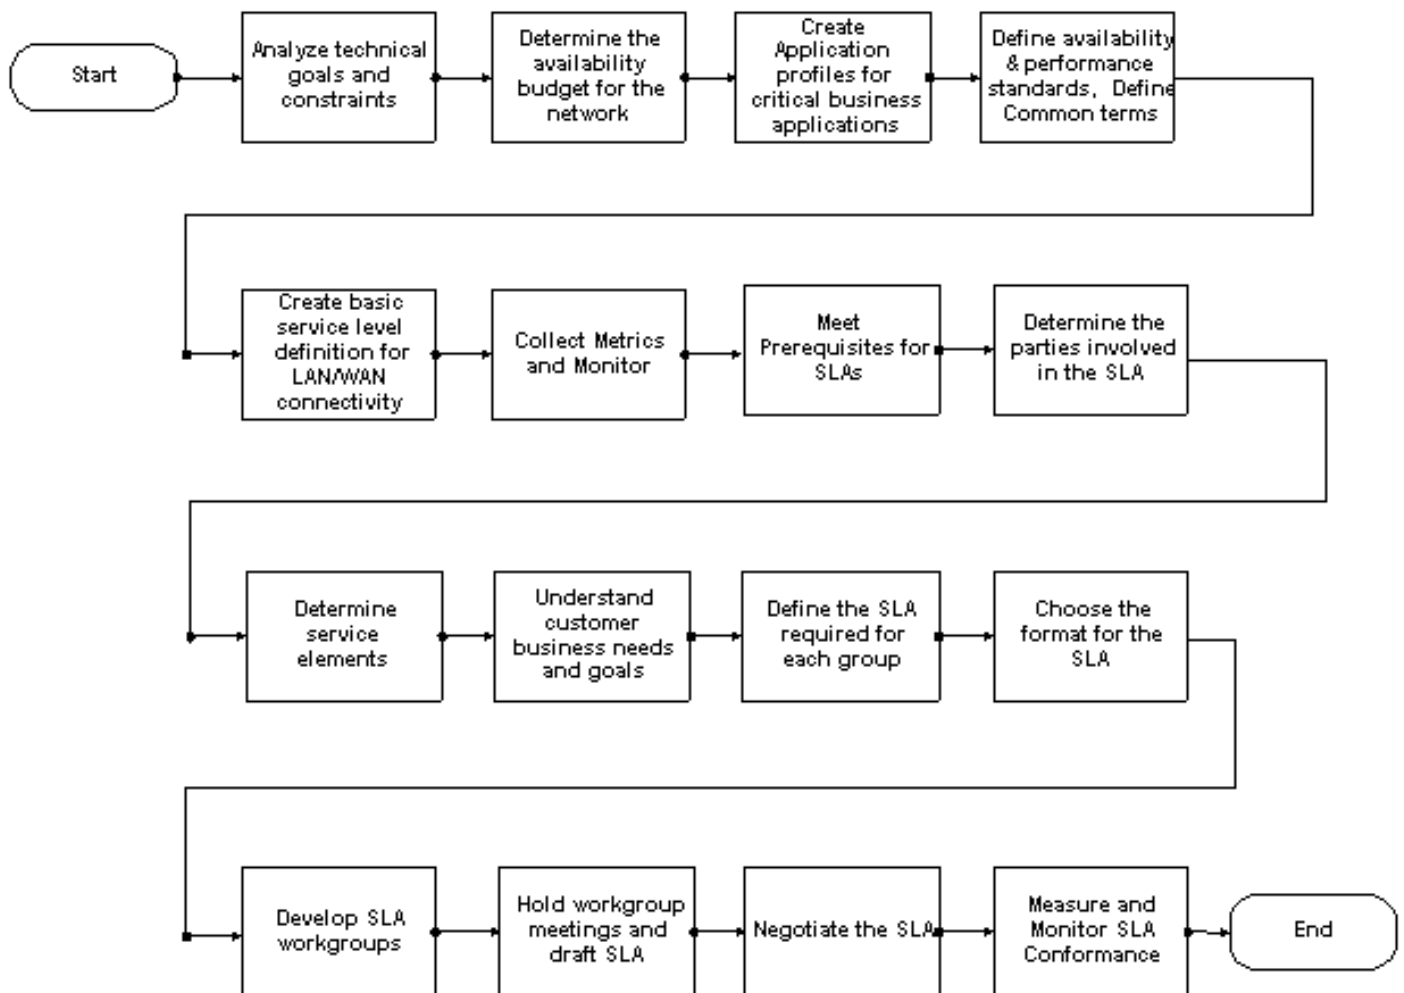 Start
Analyze technical
goals and
constraints
Determine the
availability
budget for the
network
Create
Application
profiles for
critical business
applications
Define availability
& performance
standards, Define
Common terms
Create basic
service level
definition for
LAN/WAN
connectivity
Collect Metrics
and Monitor
Meet
Prerequisites for
SLAs
Determine the
parties involved
in the SLA
Determine
service
elements
Understand
customer
business needs
and goals
Define the SLA
required for
each group
Choose the
format for the
SLA
Develop SLA
workgroups
Hold workgroup
meetings and
draft SLA
Negotiate the SLA
Measure and
Monitor SLA
Conformance
End